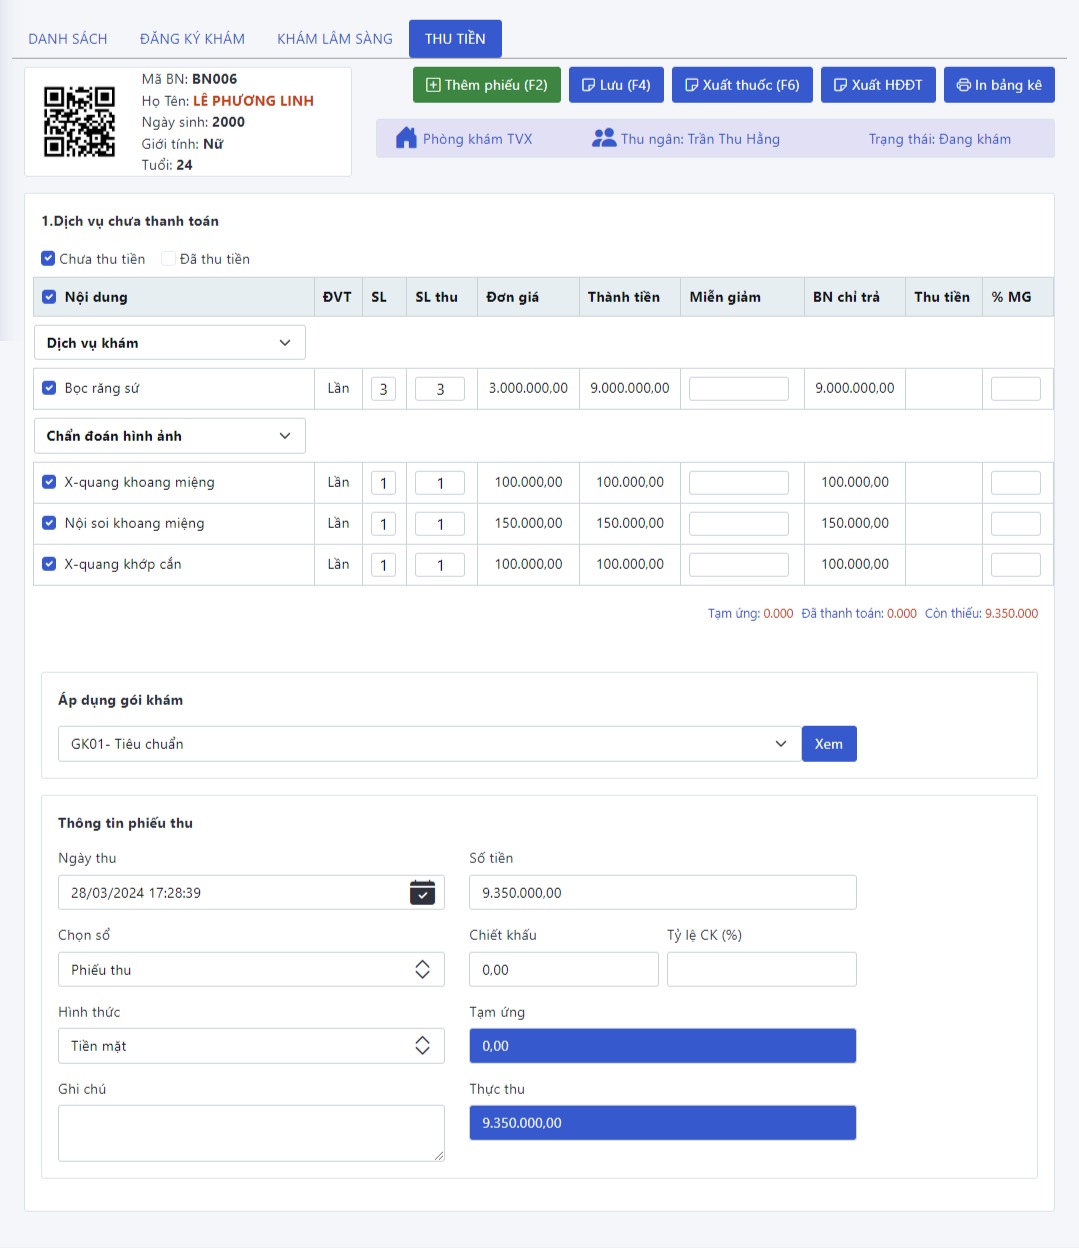 DANH SÁCH ĐĂNG KÝ KHÁM KHÁM LÂM SÀNG THU TIỀN
Mã BN: BN006
Họ Tên: LÊ PHƯƠNG LINH
Ngày sinh: 2000
Giới tính: Nữ
Tuổi: 24
Thêm phiếu (F2) Lưu (F4) Xuất thuốc (F6) Xuất HĐĐT In bảng kê
Phòng khám TVX Thu ngân: Trần Thu Hằng Trạng thái: Đang khám
1.Dịch vụ chưa thanh toán
Chưa thu tiền Đã thu tiền
Nội dung ĐVT SL SL thu Đơn giá Thành tiền Miễn giảm BN chi trả Thu tiền % MG
Dịch vụ khám
Bọc răng sứ Lần 3 3 3.000.000,00 9.000.000,00 9.000.000,00
Chẩn đoán hình ảnh
X-quang khoang miệng Lần 1 1 100.000,00 100.000,00 100.000,00
Nội soi khoang miệng Lần 1 1 150.000,00 150.000,00 150.000,00
X-quang khớp cắn Lần 1 1 100.000,00 100.000,00 100.000,00
Tạm ứng: 0.000 Đã thanh toán: 0.000 Còn thiếu: 9.350.000
Áp dụng gói khám
GK01- Tiêu chuẩn Xem
Thông tin phiếu thu
Ngày thu Số tiền
28/03/2024 17:28:39 9.350.000,00
Chọn sổ Chiết khấu Tỷ lệ CK (%)
Phiếu thu 0,00
Hình thức Tạm ứng
Tiền mặt 0,00
Ghi chú Thực thu
9.350.000,00